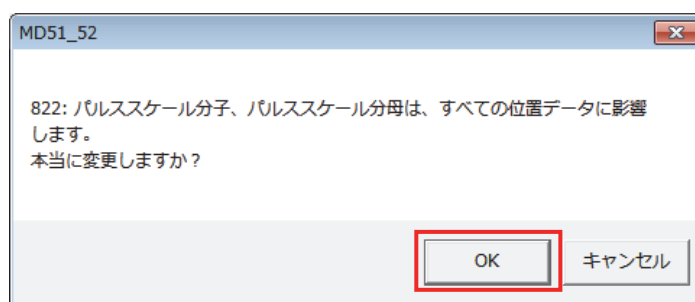 MD51_52
822: パルススケール分子、パルススケール分母は、すべての位置データに影響
します。
本当に変更しますか？
OK
キャンセル